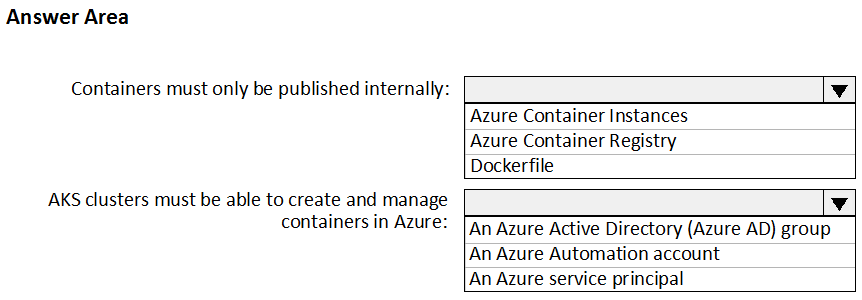 Answer Area
Containers must only be published internally:
Azure Container Instances
Azure Container Registry
Dockerfile
AKS clusters must be able to create and manage
containers in Azure:
An Azure Active Directory (Azure AD) group
An Azure Automation account
An Azure service principal